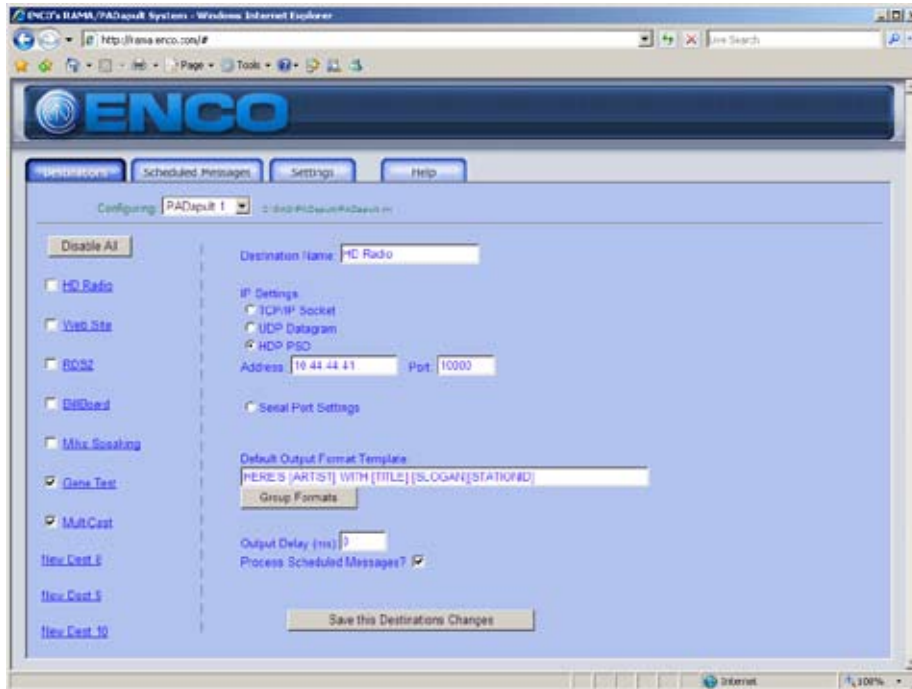 ENCO's RAMA/PADapult System - Windows Internet Explorer
http://rama.enco.com/#
Live Search
Page
Tools
ENCO
Destinations
Scheduled Messages
Settings
Help
Configuring: PADapult 1
Disable All
HD Radio
Web Site
RDS2
BillBoard
Mike Speaking
Gene Test
MultiCast
New Dest 8
New Dest 9
New Dest 10
Destination Name: HD Radio
IP Settings
TCP/IP Socket
UDP Datagram
HDP PSD
Address: 10.44.44.41 Port: 10000
Serial Port Settings
Default Output Format Template
HERE'S [ARTIST] WITH [TITLE] [SLOGAN][STATIONID]
Group Formats
Output Delay (ms): 0
Process Scheduled Messages?
Save this Destinations Changes
Internet
100%